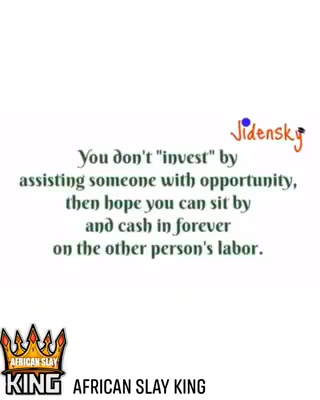 Jidensky
You don't "invest" by
assisting someone with opportunity,
then hope you can sit by
and cash in forever
on the other person's labor.
AFRICAN SLAY
KING
AFRICAN SLAY KING